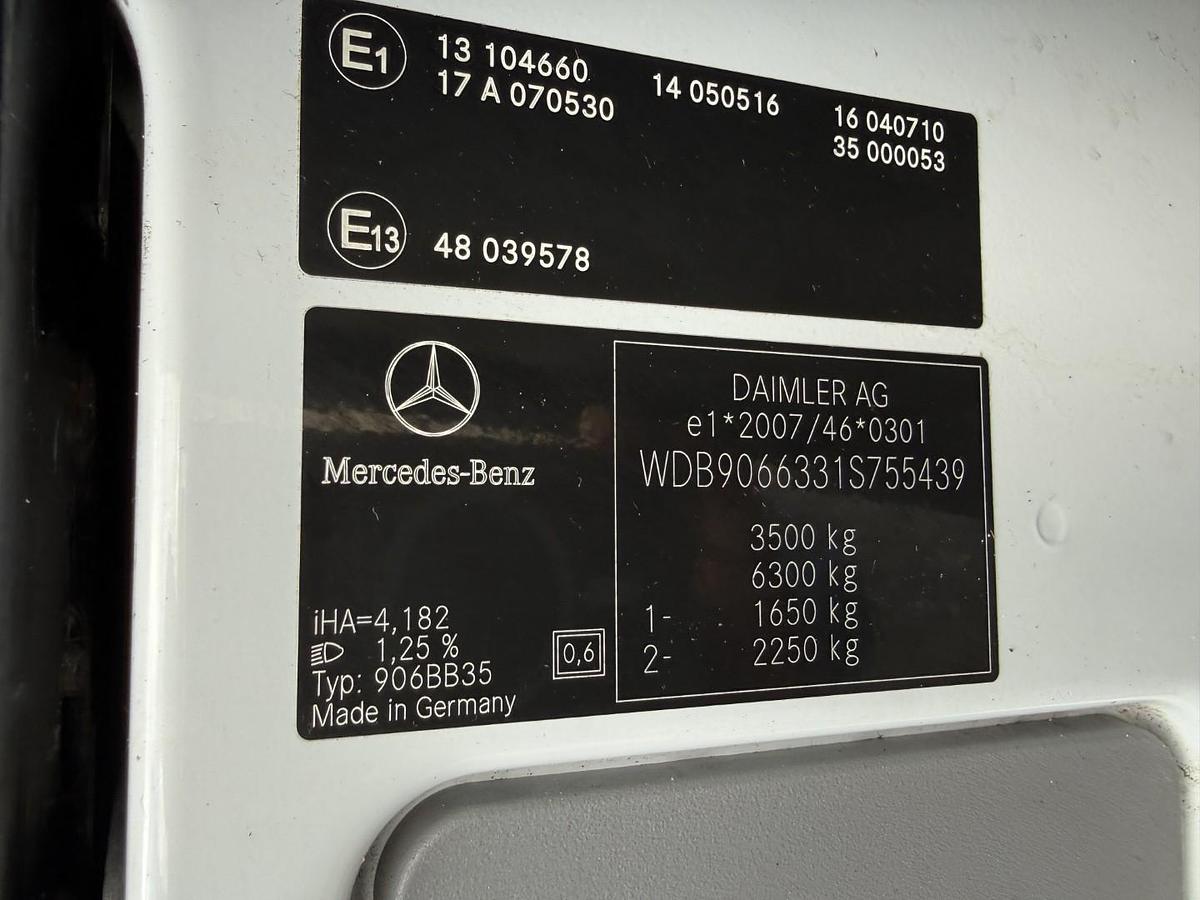 E1 13 104660 14 050516 16 040710
17 A 070530 35 000053
E13 48 039578
Mercedes-Benz
DAIMLER AG
e1*2007/46*0301
WDB9066331S755439
3500 kg
6300 kg
1- 1650 kg
2- 2250 kg
iHA=4,182
1,25 %
0,6
Typ: 906BB35
Made in Germany